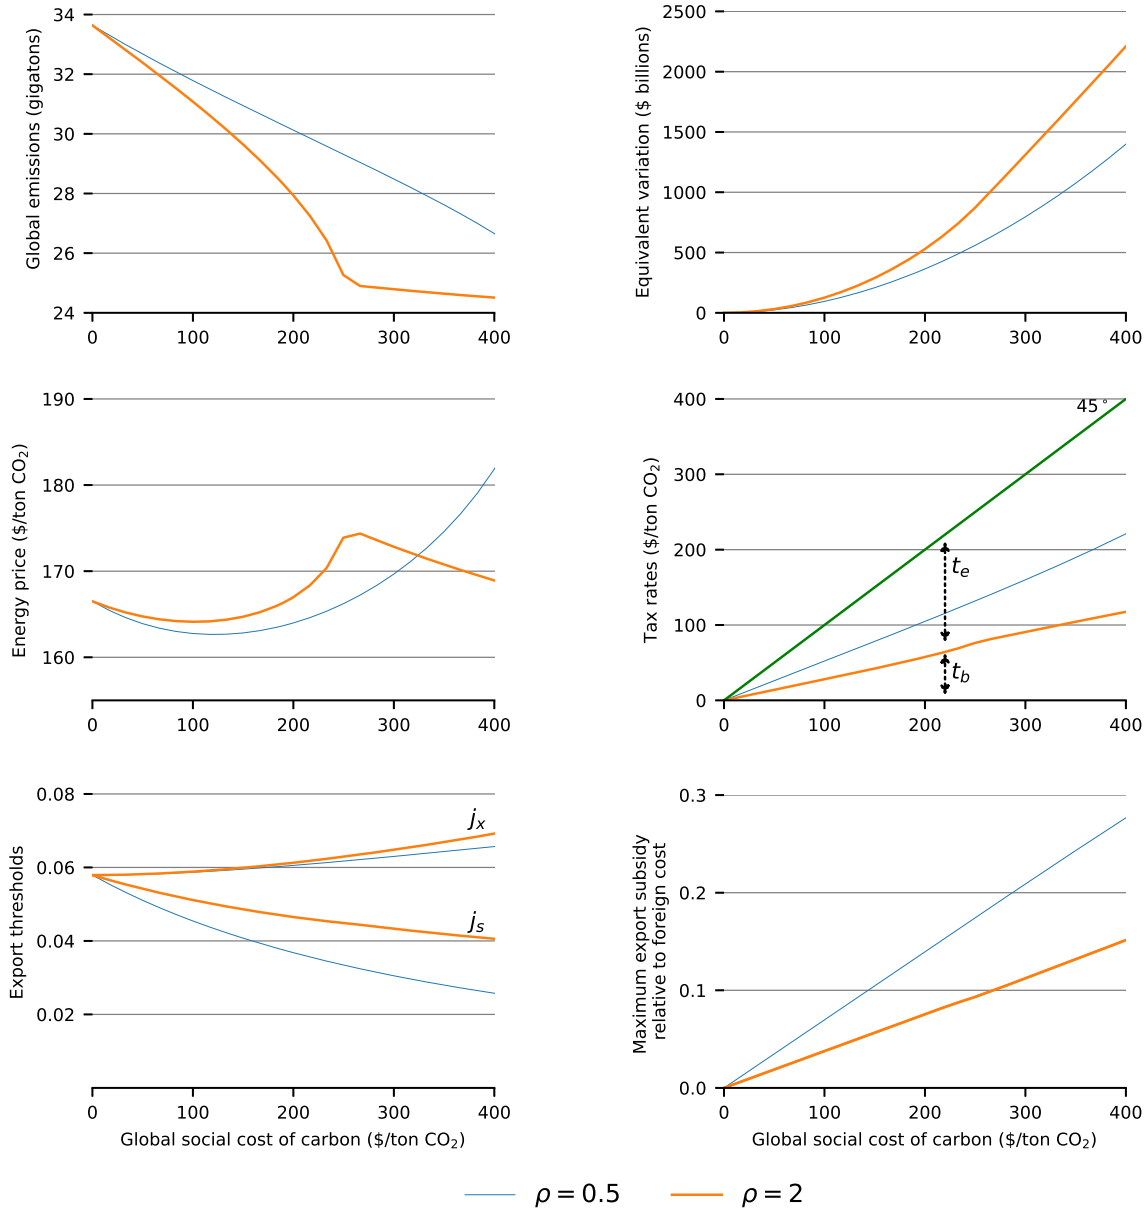 Global emissions (gigatons)
34
32
30
28
26
24
0 100 200 300 400
Equivalent variation ($ billions)
2500
2000
1500
1000
500
0
0 100 200 300 400
Energy price ($/ton CO₂)
190
180
170
160
0 100 200 300 400
Tax rates ($/ton CO₂)
400
300
200
100
0
45°
tₑ
t_b
0 100 200 300 400
Export thresholds
0.08
0.06
0.04
0.02
jₓ
jₛ
0 100 200 300 400
Global social cost of carbon ($/ton CO₂)
Maximum export subsidy
relative to foreign cost
0.3
0.2
0.1
0.0
0 100 200 300 400
Global social cost of carbon ($/ton CO₂)
ρ = 0.5 ρ = 2